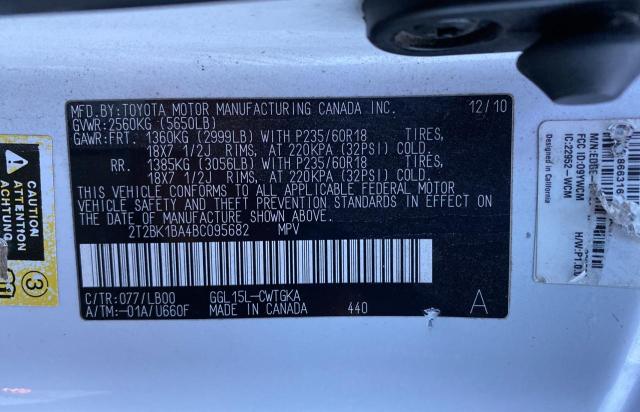 MFD.BY:TOYOTA MOTOR MANUFACTURING CANADA INC. 12/10
GVWR:2560KG (5650LB)
GAWR:FRT. 1360KG (2999LB) WITH P235/60R18 TIRES,
18X7 1/2J RIMS, AT 220KPA (32PSI) COLD.
RR. 1385KG (3056LB) WITH P235/60R18 TIRES,
18X7 1/2J RIMS, AT 220KPA (32PSI) COLD.
THIS VEHICLE CONFORMS TO ALL APPLICABLE FEDERAL MOTOR
VEHICLE SAFETY AND THEFT PREVENTION STANDARDS IN EFFECT ON
THE DATE OF MANUFACTURE SHOWN ABOVE.
2T2BK1BA4BC095682 MPV
C/TR:077/LB00 GGL15L-CWTGKA A
A/TM:-01A/U660F MADE IN CANADA 440
CAUTION
ATTENTION
3
FCC ID:O9YWCM
IC:22952-WCM
Designed in California